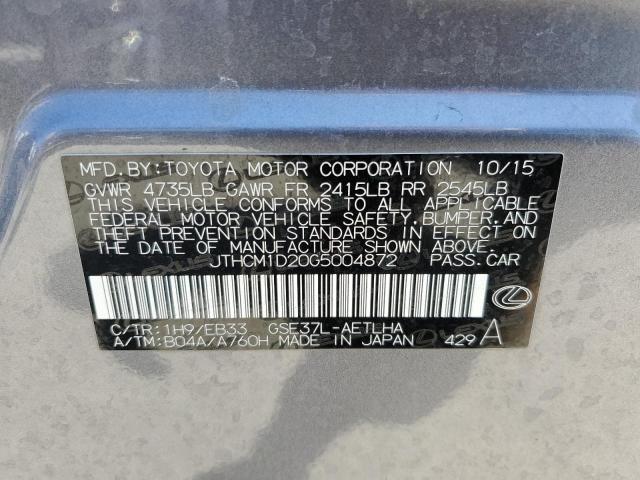 MFD.BY:TOYOTA MOTOR CORPORATION 10/15
GVWR 4735LB GAWR FR 2415LB RR 2545LB
THIS VEHICLE CONFORMS TO ALL APPLICABLE
FEDERAL MOTOR VEHICLE SAFETY,BUMPER,AND
THEFT PREVENTION STANDARDS IN EFFECT ON
THE DATE OF MANUFACTURE SHOWN ABOVE.
JTHCM1D20G5004872 PASS.CAR
C/TR:1H9/EB33 GSE37L-AETLHA
A/TM:B04A/A760H MADE IN JAPAN 429 A